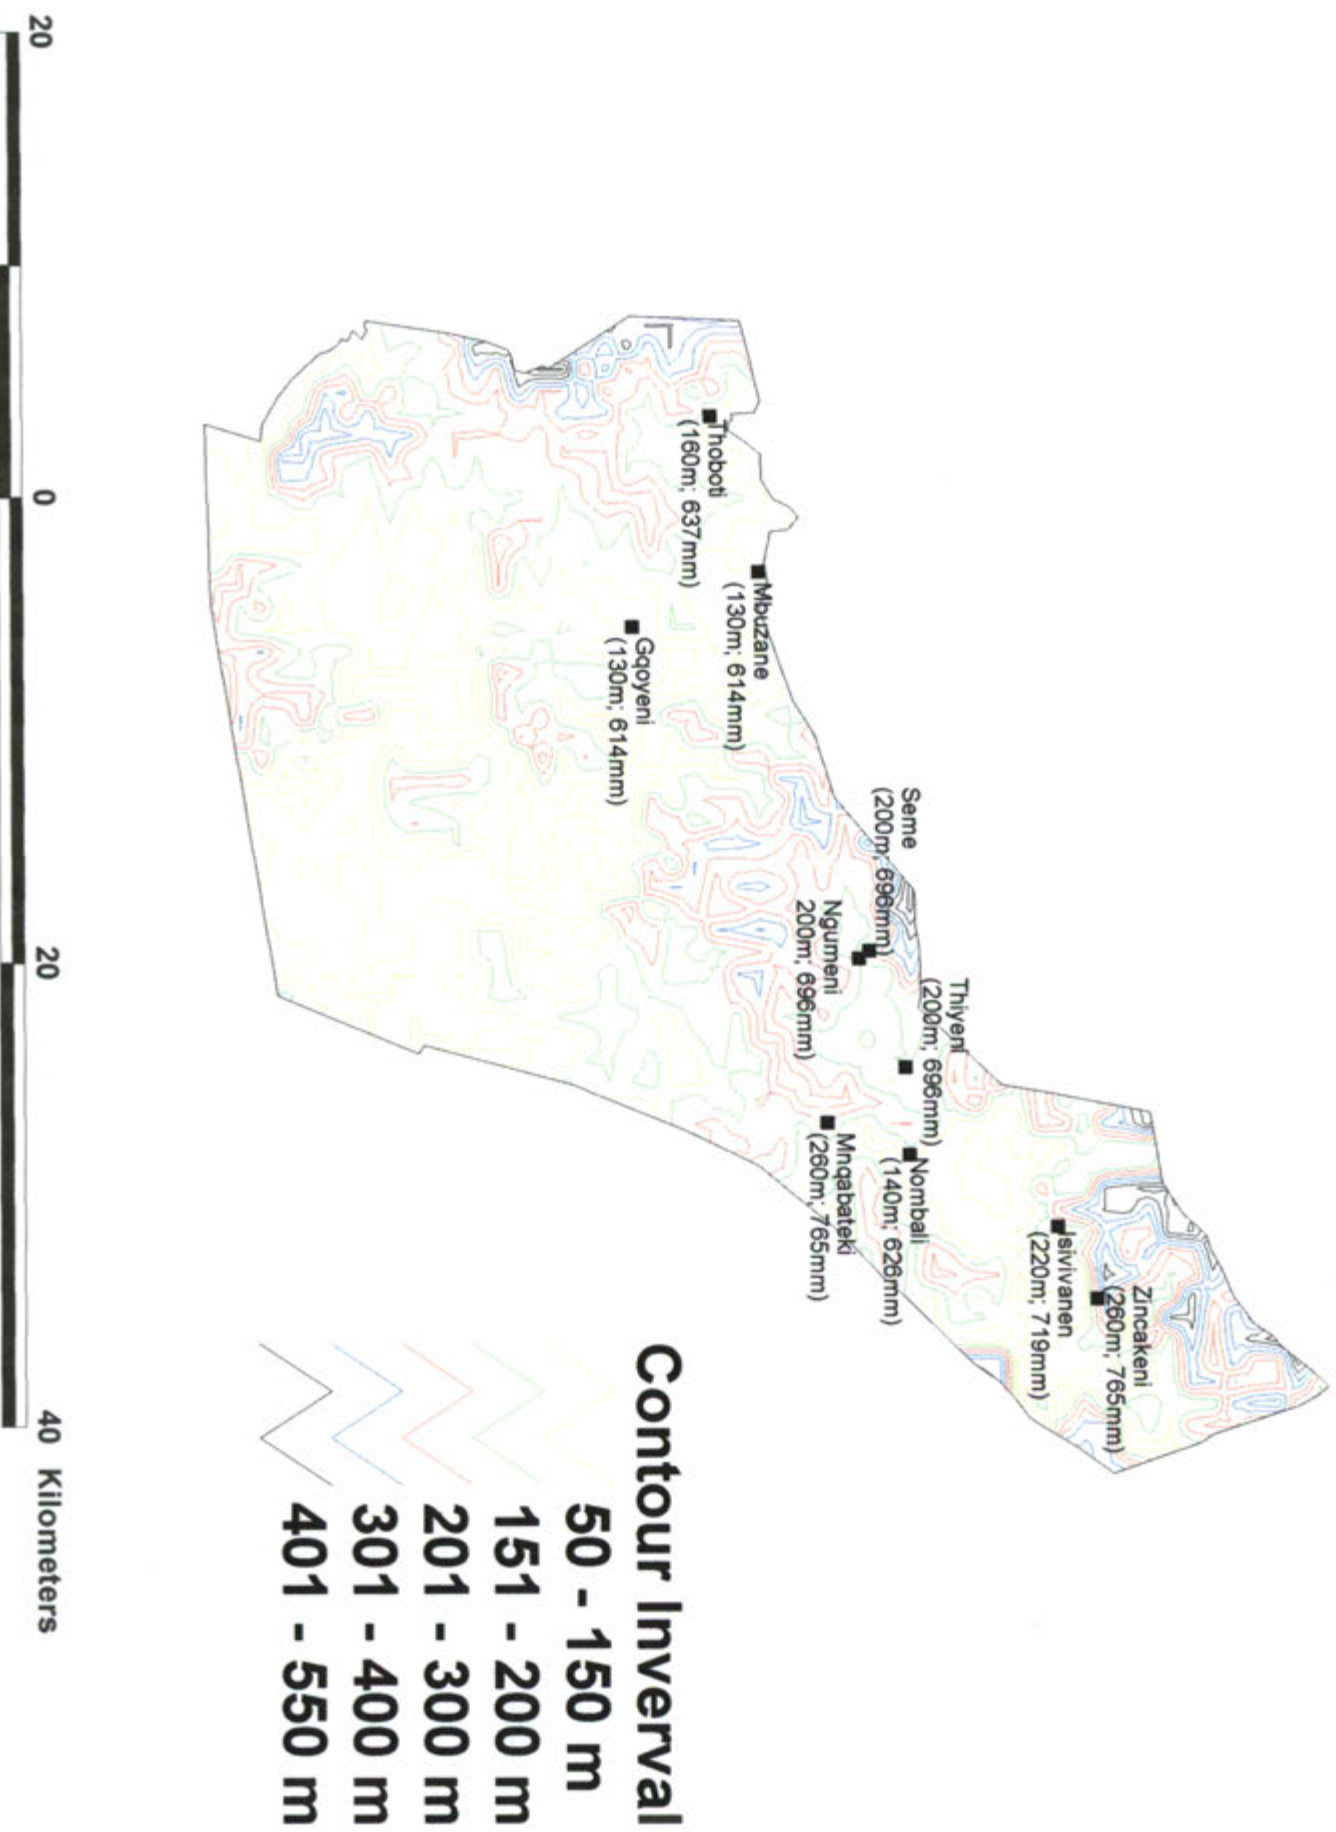 Zincakeni
(260m; 765mm)
Isivivanen
(220m; 719mm)
Thiyeni
(200m; 696mm)
Nombali
(140m; 626mm)
Seme
(200m; 696mm)
Mnqabateki
(260m; 765mm)
Ngumeni
200m; 696mm)
Mbuzane
(130m; 614mm)
Thoboti
(160m; 637mm)
Gqoyeni
(130m; 614mm)
Contour Inverval
50 - 150 m
151 - 200 m
201 - 300 m
301 - 400 m
401 - 550 m
20 0 20 40 Kilometers